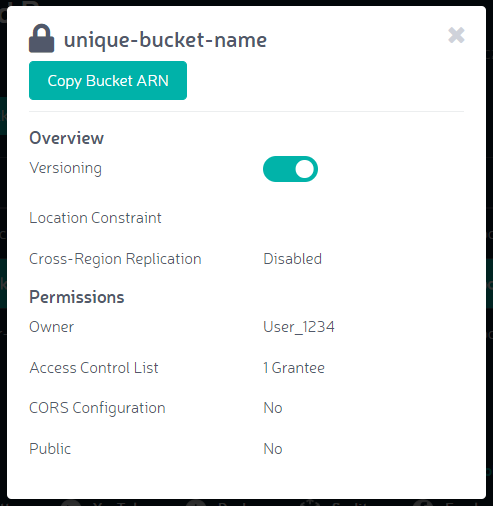 unique-bucket-name
Copy Bucket ARN
Overview
Versioning
Location Constraint
Cross-Region Replication Disabled
Permissions
Owner User_1234
Access Control List 1 Grantee
CORS Configuration No
Public No